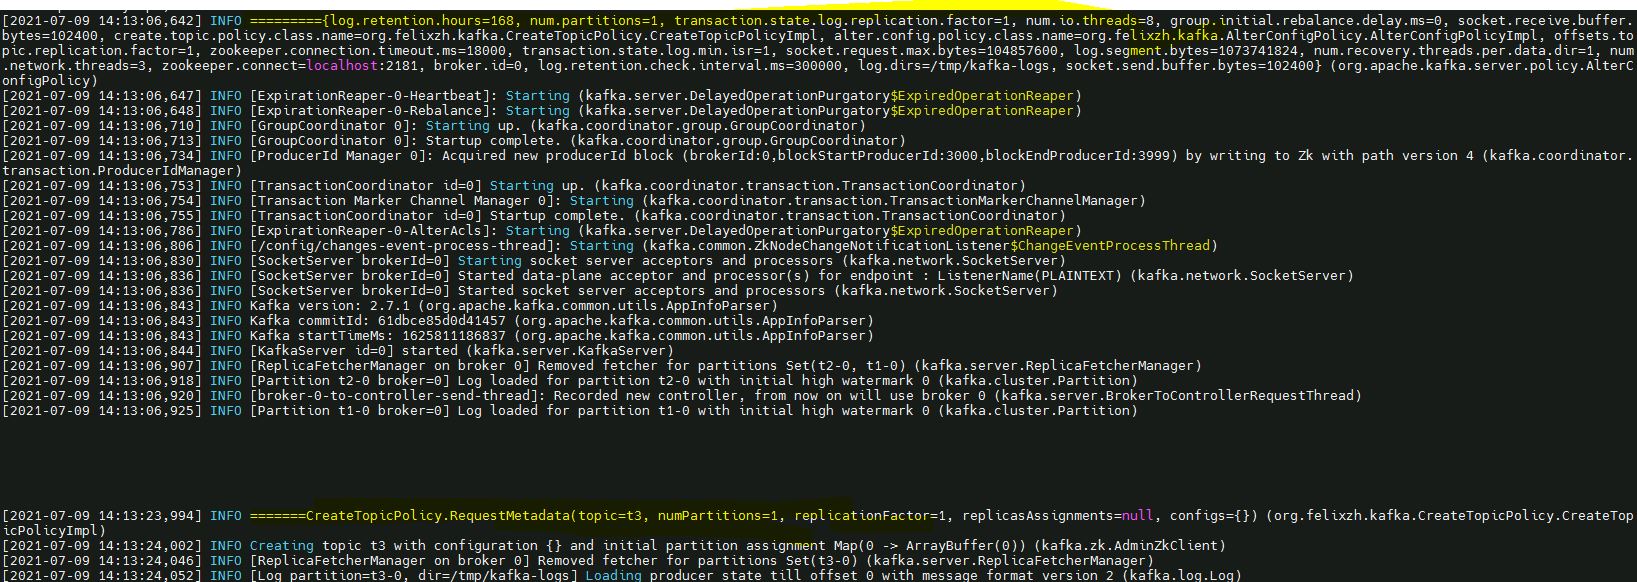 [2021-07-09 14:13:06,642] INFO =========={log.retention.hours=168, num.partitions=1, transaction.state.log.replication.factor=1, num.io.threads=8, group.initial.rebalance.delay.ms=0, socket.receive.buffer.
bytes=102400, create.topic.policy.class.name=org.felixzh.kafka.CreateTopicPolicy.CreateTopicPolicyImpl, alter.config.policy.class.name=org.felixzh.kafka.AlterConfigPolicy.AlterConfigPolicyImpl, offsets.to
pic.replication.factor=1, zookeeper.connection.timeout.ms=18000, transaction.state.log.min.isr=1, socket.request.max.bytes=104857600, log.segment.bytes=1073741824, num.recovery.threads.per.data.dir=1, num
.network.threads=3, zookeeper.connect=localhost:2181, broker.id=0, log.retention.check.interval.ms=300000, log.dirs=/tmp/kafka-logs, socket.send.buffer.bytes=102400} (org.apache.kafka.server.policy.AlterC
onfigPolicy)
[2021-07-09 14:13:06,647] INFO [ExpirationReaper-0-Heartbeat]: Starting (kafka.server.DelayedOperationPurgatory$ExpiredOperationReaper)
[2021-07-09 14:13:06,648] INFO [ExpirationReaper-0-Rebalance]: Starting (kafka.server.DelayedOperationPurgatory$ExpiredOperationReaper)
[2021-07-09 14:13:06,710] INFO [GroupCoordinator 0]: Starting up. (kafka.coordinator.group.GroupCoordinator)
[2021-07-09 14:13:06,713] INFO [GroupCoordinator 0]: Startup complete. (kafka.coordinator.group.GroupCoordinator)
[2021-07-09 14:13:06,734] INFO [ProducerId Manager 0]: Acquired new producerId block (brokerId:0,blockStartProducerId:3000,blockEndProducerId:3999) by writing to Zk with path version 4 (kafka.coordinator.
transaction.ProducerIdManager)
[2021-07-09 14:13:06,753] INFO [TransactionCoordinator id=0] Starting up. (kafka.coordinator.transaction.TransactionCoordinator)
[2021-07-09 14:13:06,754] INFO [Transaction Marker Channel Manager 0]: Starting (kafka.coordinator.transaction.TransactionMarkerChannelManager)
[2021-07-09 14:13:06,755] INFO [TransactionCoordinator id=0] Startup complete. (kafka.coordinator.transaction.TransactionCoordinator)
[2021-07-09 14:13:06,786] INFO [ExpirationReaper-0-AlterAcls]: Starting (kafka.server.DelayedOperationPurgatory$ExpiredOperationReaper)
[2021-07-09 14:13:06,806] INFO [/config/changes-event-process-thread]: Starting (kafka.common.ZkNodeChangeNotificationListener$ChangeEventProcessThread)
[2021-07-09 14:13:06,830] INFO [SocketServer brokerId=0] Starting socket server acceptors and processors (kafka.network.SocketServer)
[2021-07-09 14:13:06,836] INFO [SocketServer brokerId=0] Started data-plane acceptor and processor(s) for endpoint : ListenerName(PLAINTEXT) (kafka.network.SocketServer)
[2021-07-09 14:13:06,836] INFO [SocketServer brokerId=0] Started socket server acceptors and processors (kafka.network.SocketServer)
[2021-07-09 14:13:06,843] INFO Kafka version: 2.7.1 (org.apache.kafka.common.utils.AppInfoParser)
[2021-07-09 14:13:06,843] INFO Kafka commitId: 61dbce85d0d41457 (org.apache.kafka.common.utils.AppInfoParser)
[2021-07-09 14:13:06,843] INFO Kafka startTimeMs: 1625811186837 (org.apache.kafka.common.utils.AppInfoParser)
[2021-07-09 14:13:06,844] INFO [KafkaServer id=0] started (kafka.server.KafkaServer)
[2021-07-09 14:13:06,907] INFO [ReplicaFetcherManager on broker 0] Removed fetcher for partitions Set(t2-0, t1-0) (kafka.server.ReplicaFetcherManager)
[2021-07-09 14:13:06,918] INFO [Partition t2-0 broker=0] Log loaded for partition t2-0 with initial high watermark 0 (kafka.cluster.Partition)
[2021-07-09 14:13:06,920] INFO [broker-0-to-controller-send-thread]: Recorded new controller, from now on will use broker 0 (kafka.server.BrokerToControllerRequestThread)
[2021-07-09 14:13:06,925] INFO [Partition t1-0 broker=0] Log loaded for partition t1-0 with initial high watermark 0 (kafka.cluster.Partition)
[2021-07-09 14:13:23,994] INFO =======CreateTopicPolicy.RequestMetadata(topic=t3, numPartitions=1, replicationFactor=1, replicasAssignments=null, configs={}) (org.felixzh.kafka.CreateTopicPolicy.CreateTop
icPolicyImpl)
[2021-07-09 14:13:24,002] INFO Creating topic t3 with configuration {} and initial partition assignment Map(0 -> ArrayBuffer(0)) (kafka.zk.AdminZkClient)
[2021-07-09 14:13:24,046] INFO [ReplicaFetcherManager on broker 0] Removed fetcher for partitions Set(t3-0) (kafka.server.ReplicaFetcherManager)
[2021-07-09 14:13:24,052] INFO [Log partition=t3-0, dir=/tmp/kafka-logs] Loading producer state till offset 0 with message format version 2 (kafka.log.Log)